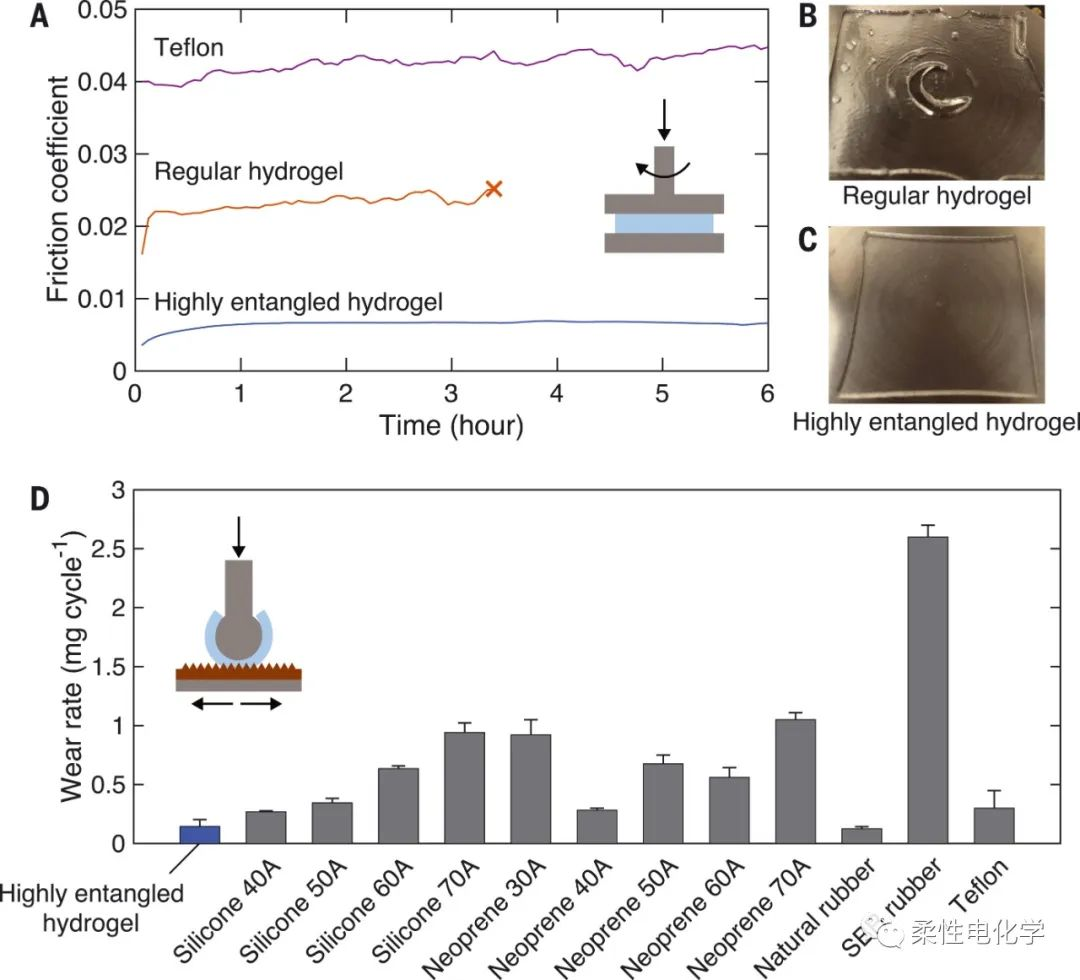 A
0.05
0.04
0.03
0.02
0.01
0
Friction coefficient
Teflon
Regular hydrogel
Highly entangled hydrogel
0 1 2 3 4 5 6
Time (hour)
B
Regular hydrogel
C
Highly entangled hydrogel
D
3
2.5
2
1.5
1
0.5
0
Wear rate (mg cycle-1)
Highly entangled
hydrogel
Silicone 40A
Silicone 50A
Silicone 60A
Silicone 70A
Neoprene 30A
Neoprene 40A
Neoprene 50A
Neoprene 60A
Neoprene 70A
Natural rubber
rubber
Teflon
柔性电化学